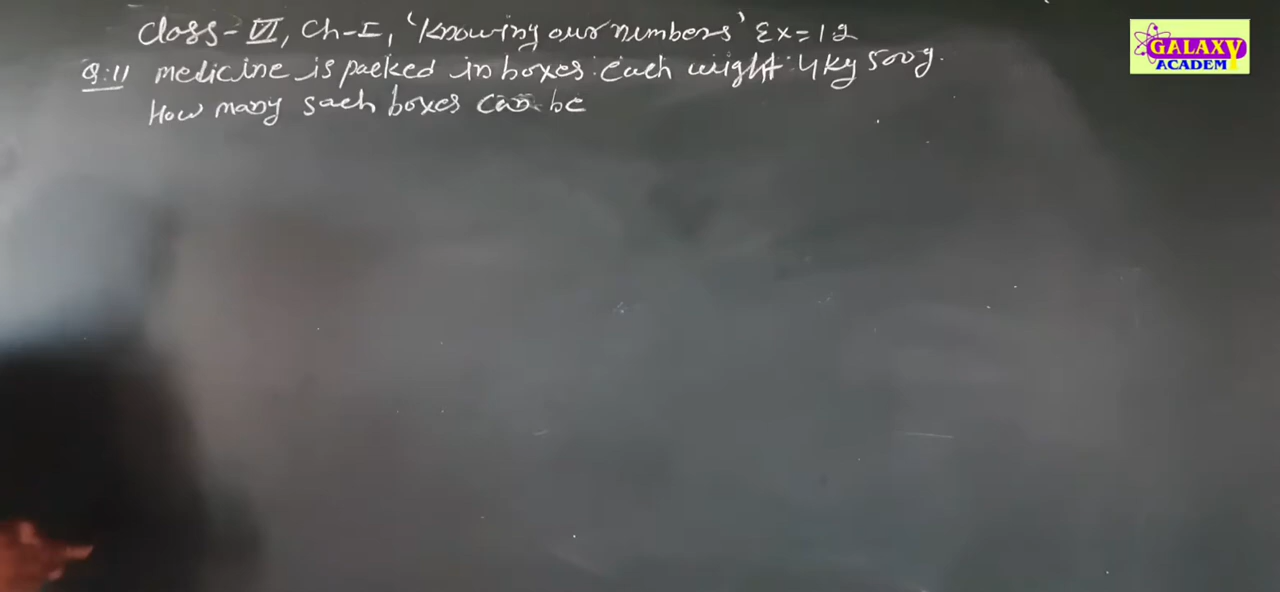 Class-VI, Ch-I, 'Knowing our numbers' Ex=1.2
Q:11 medicine is packed in boxes. each wight 4kg 500g.
How many sach boxes can be
GALAXY
ACADEM